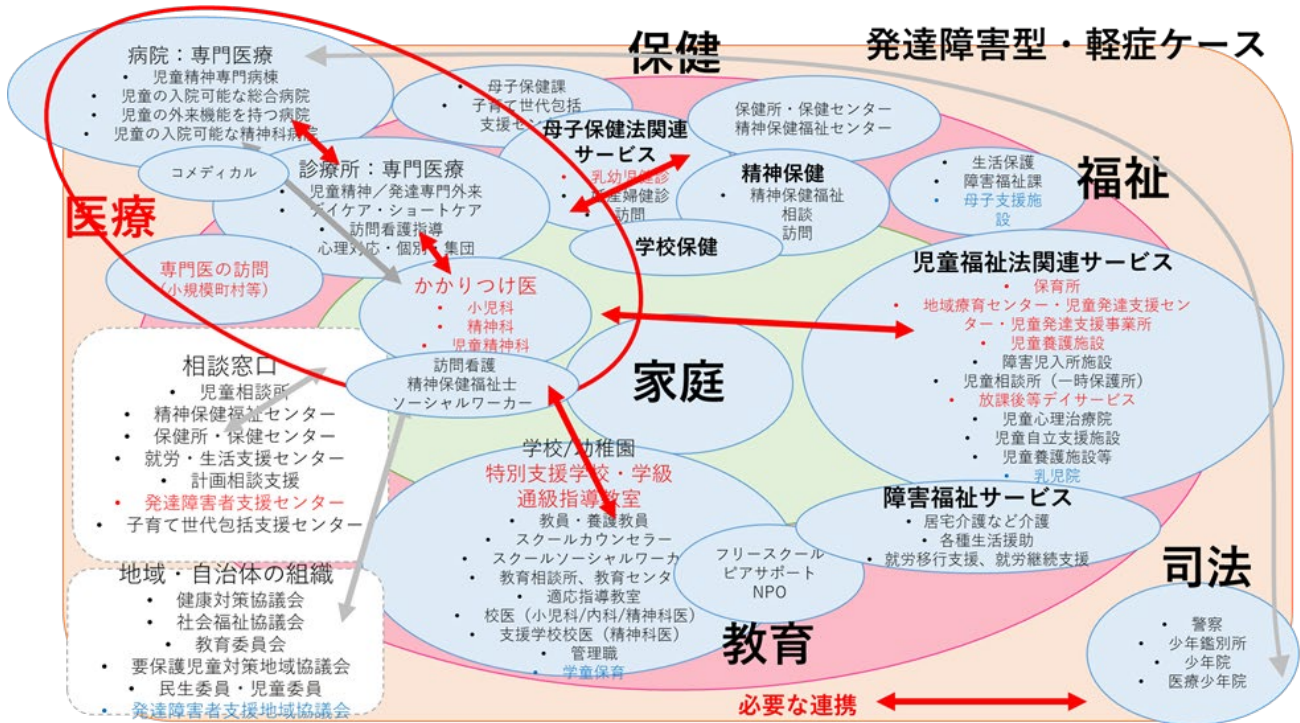 発達障害型・軽症ケース
保健
病院：専門医療
• 児童精神専門病棟
• 児童の入院可能な総合病院
• 児童の外来機能を持つ病院
• 児童の入院可能な精神科病院
コメディカル
医療
診療所：専門医療
• 児童精神／発達専門外来
デイケア・ショートケア
• 訪問看護指導
心理対応・個別・集団
専門医の訪問
（小規模町村等）
かかりつけ医
• 小児科
• 精神科
• 児童精神科
訪問看護
精神保健福祉士
ソーシャルワーカー
• 母子保健課
• 子育て世代包括
支援セン
母子保健法関連
サービス
• 乳幼児健診
• 産婦健診
• 訪問
保健所・保健センター
精神保健福祉センター
精神保健
• 精神保健福祉
相談
訪問
学校保健
福祉
• 生活保護
• 障害福祉課
• 母子支援施
設
児童福祉法関連サービス
• 保育所
• 地域療育センター・児童発達支援セン
ター・児童発達支援事業所
• 児童養護施設
• 障害児入所施設
• 児童相談所（一時保護所）
• 放課後等デイサービス
• 児童心理治療院
• 児童自立支援施設
• 児童養護施設等
• 乳児院
障害福祉サービス
• 居宅介護など介護
• 各種生活援助
• 就労移行支援、就労継続支援
家庭
相談窓口
• 児童相談所
• 精神保健福祉センター
• 保健所・保健センター
• 就労・生活支援センター
• 計画相談支援
• 発達障害者支援センター
• 子育て世代包括支援センター
地域・自治体の組織
• 健康対策協議会
• 社会福祉協議会
• 教育委員会
• 要保護児童対策地域協議会
• 民生委員・児童委員
• 発達障害者支援地域協議会
学校/幼稚園
特別支援学校・学級
通級指導教室
• 教員・養護教員
• スクールカウンセラー
• スクールソーシャルワーカ
• 教育相談所、教育センタ
• 適応指導教室
• 校医（小児科/内科/精神科医）
• 支援学校校医（精神科医）
• 管理職
• 学童保育
フリースクール
ピアサポート
NPO
教育
司法
• 警察
• 少年鑑別所
• 少年院
• 医療少年院
必要な連携